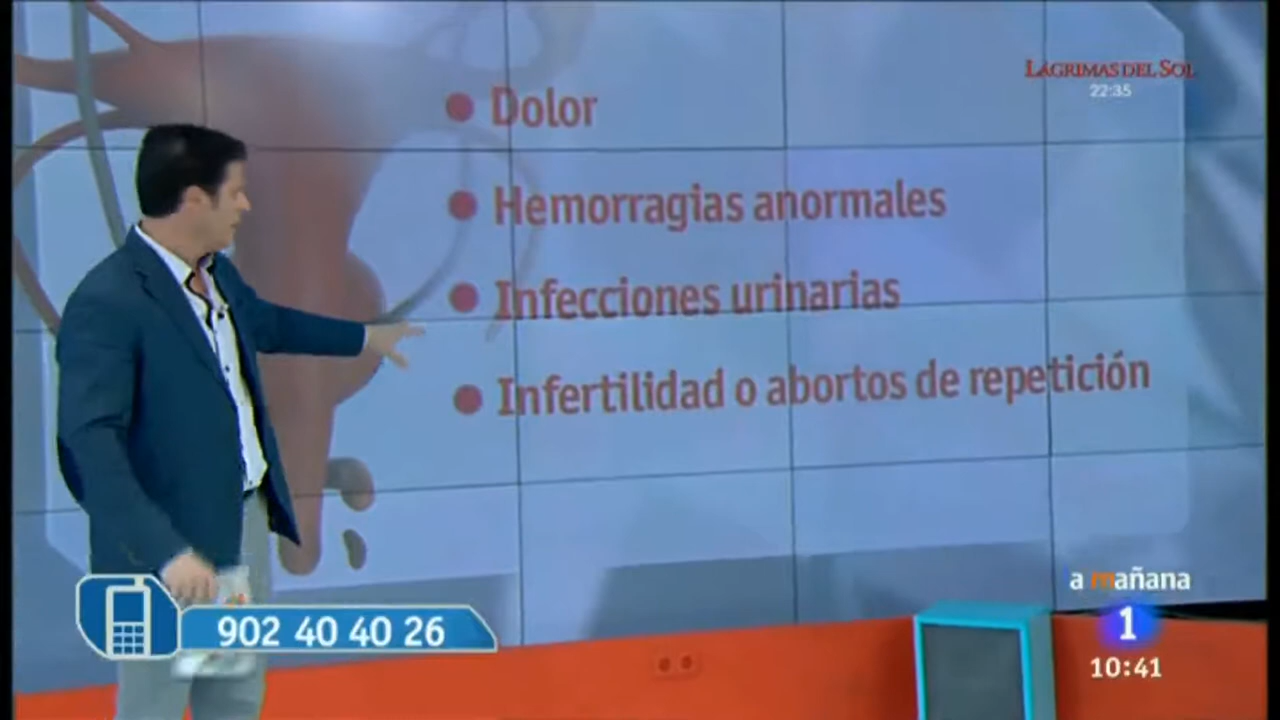 LÁGRIMAS DEL SOL
22:35
Dolor
Hemorragias anormales
Infecciones urinarias
Infertilidad o abortos de repetición
902 40 40 26
a mañana
1
10:41